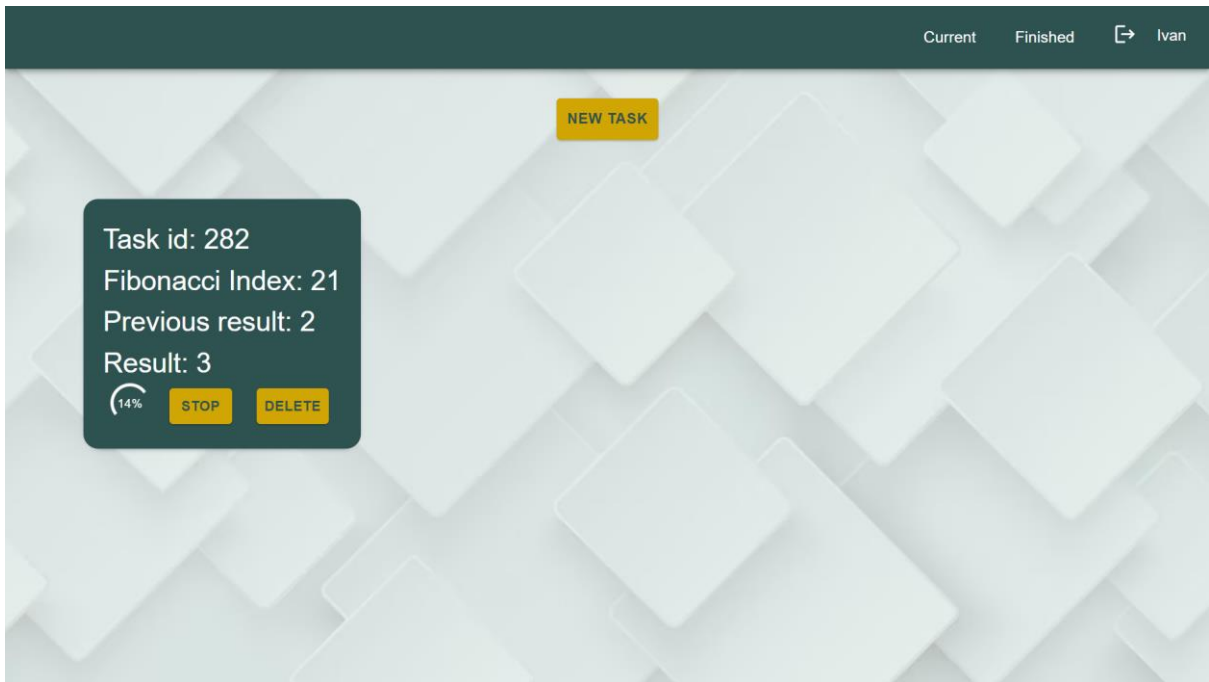 Current Finished Ivan
NEW TASK
Task id: 282
Fibonacci Index: 21
Previous result: 2
Result: 3
14% STOP DELETE